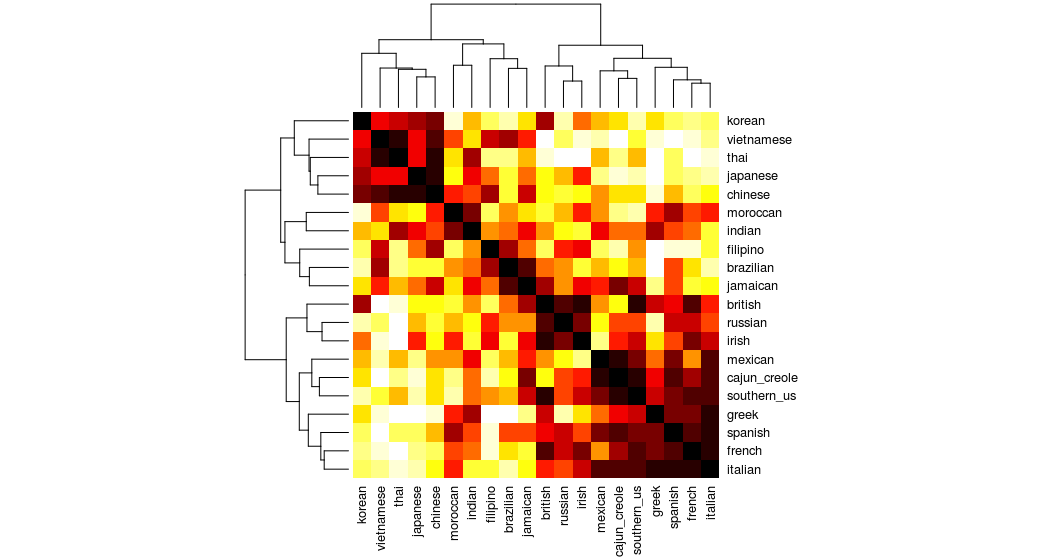 korean
vietnamese
thai
japanese
chinese
moroccan
indian
filipino
brazilian
jamaican
british
russian
irish
mexican
cajun_creole
southern_us
greek
spanish
french
italian
korean
vietnamese
thai
japanese
chinese
moroccan
indian
filipino
brazilian
jamaican
british
russian
irish
mexican
cajun_creole
southern_us
greek
spanish
french
italian